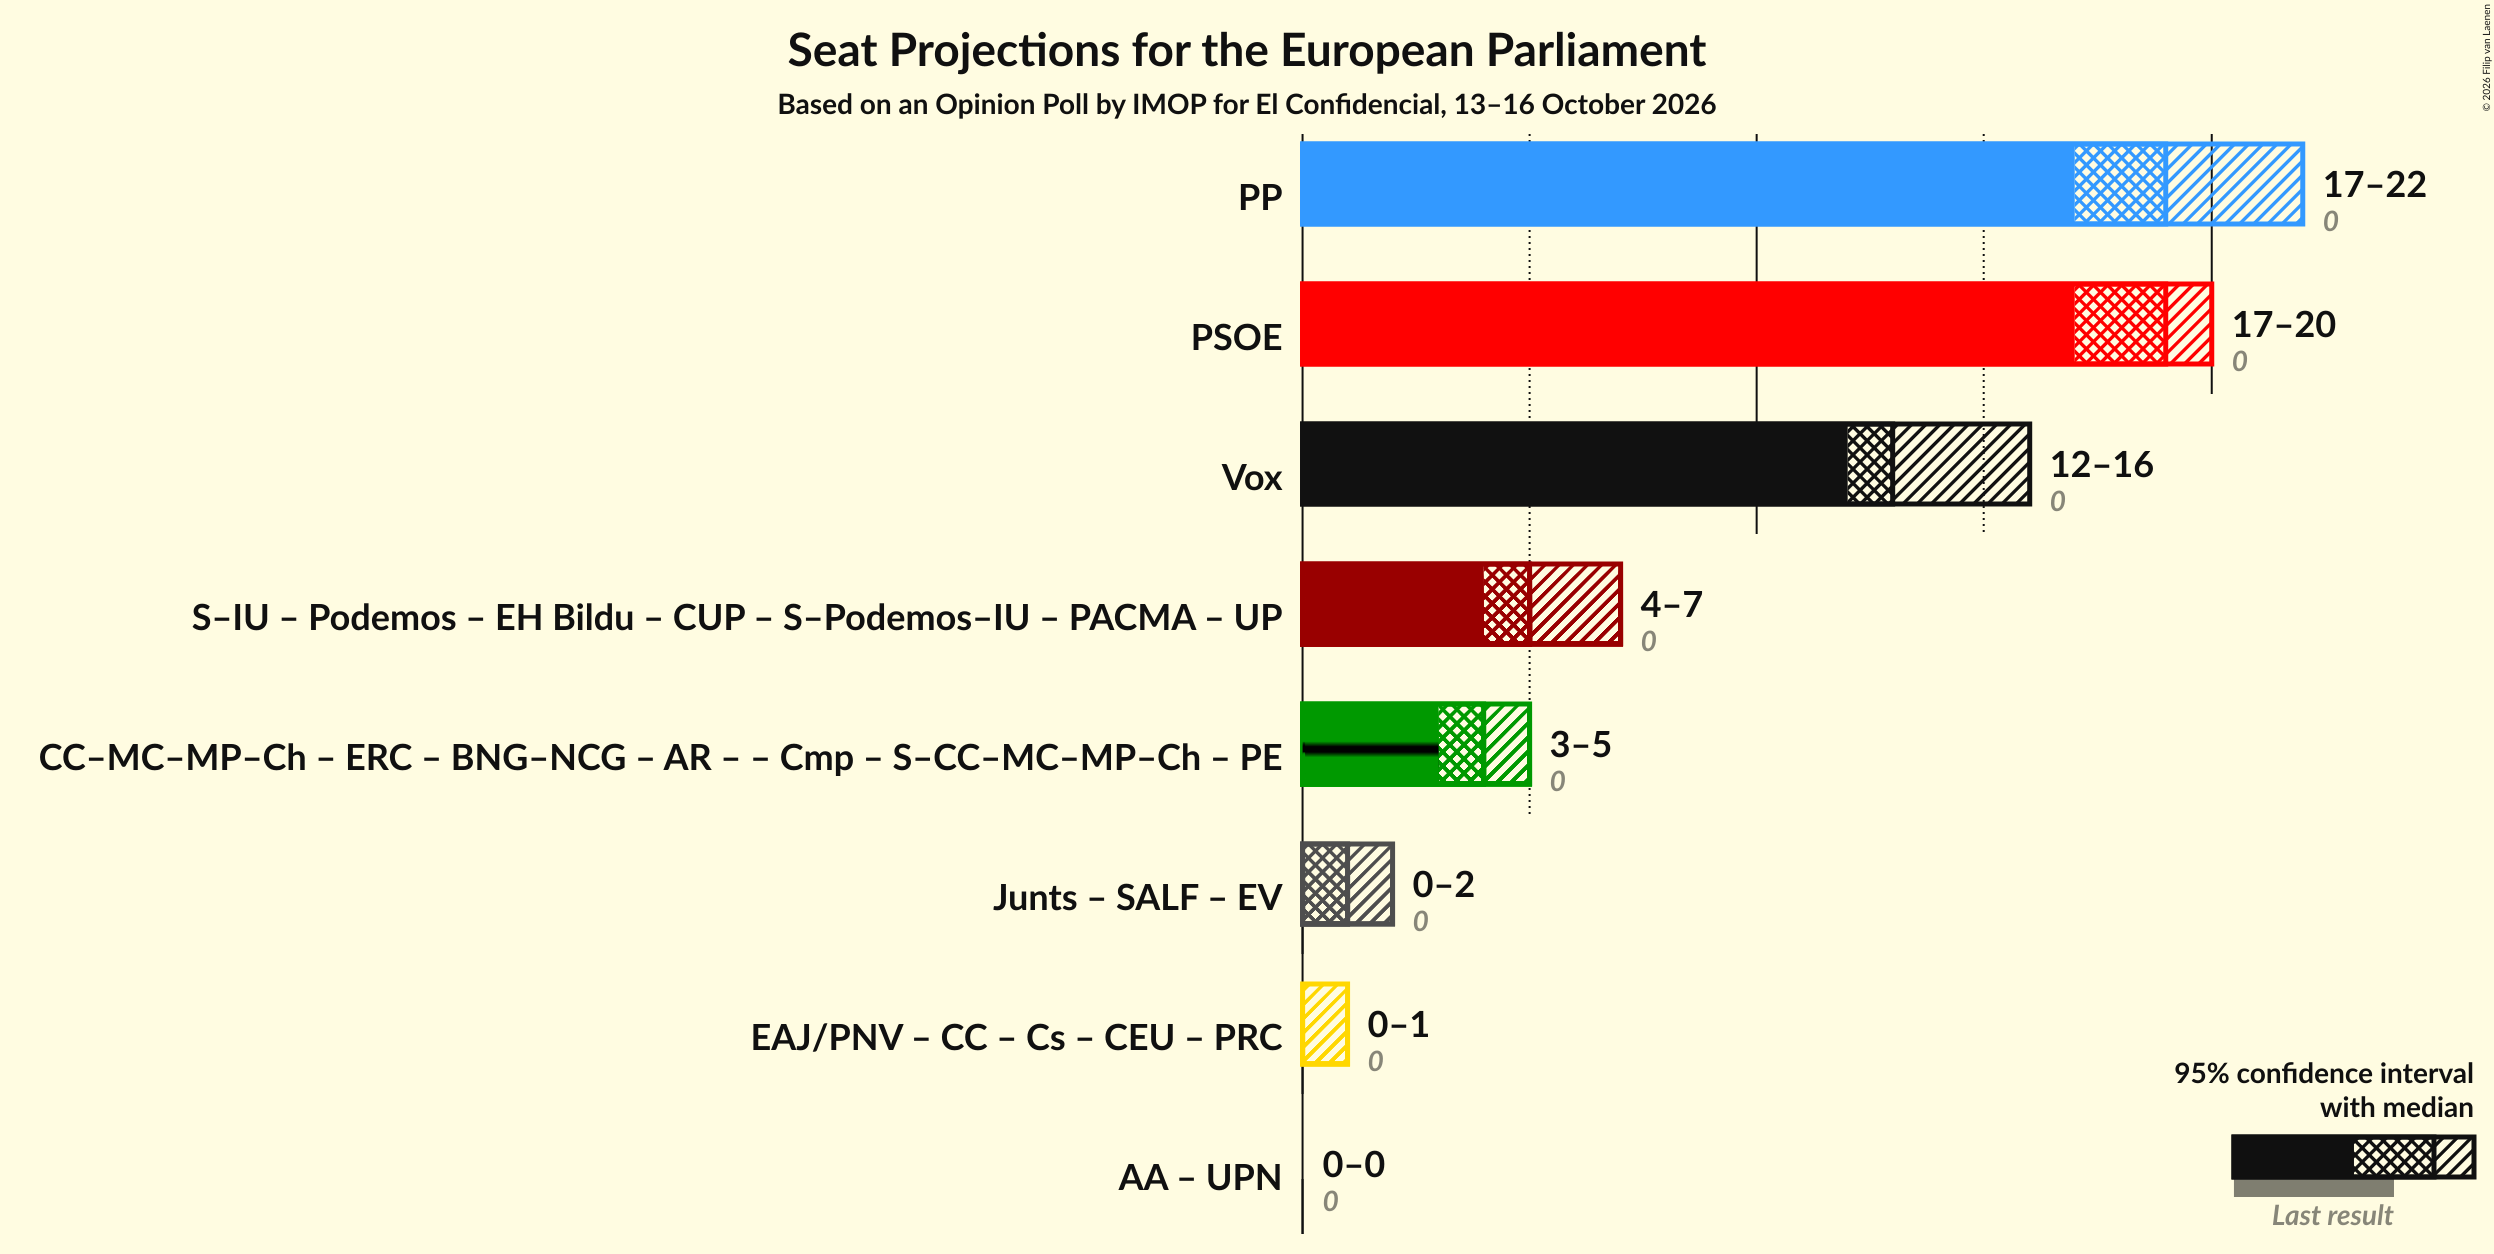 Seat Projections for the European Parliament
Based on an Opinion Poll by IMOP for El Confidencial, 13–16 October 2026
© 2026 Filip van Laenen
PP
17–22
0
PSOE
17–20
0
Vox
12–16
0
S–IU – Podemos – EH Bildu – CUP – S–Podemos–IU – PACMA – UP
4–7
0
CC–MC–MP–Ch – ERC – BNG–NCG – AR – – Cmp – S–CC–MC–MP–Ch – PE
3–5
0
Junts – SALF – EV
0–2
0
EAJ/PNV – CC – Cs – CEU – PRC
0–1
0
AA – UPN
0–0
0
95% confidence interval
with median
Last result